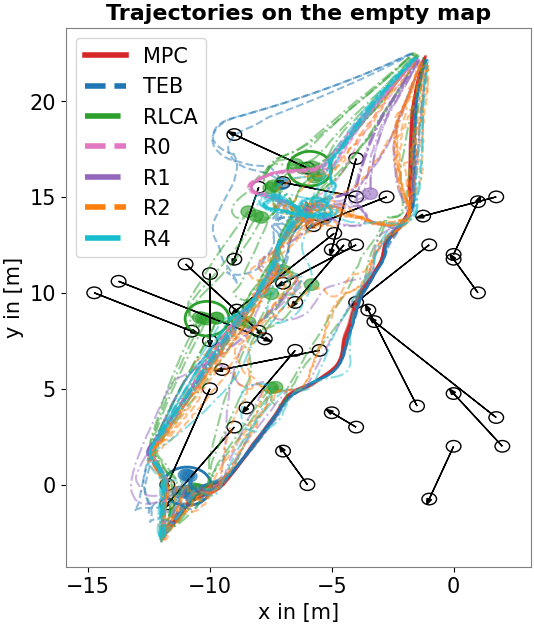 Trajectories on the empty map
MPC
TEB
RLCA
R0
R1
R2
R4
y in [m]
20
15
10
5
0
−15
−10
−5
0
x in [m]